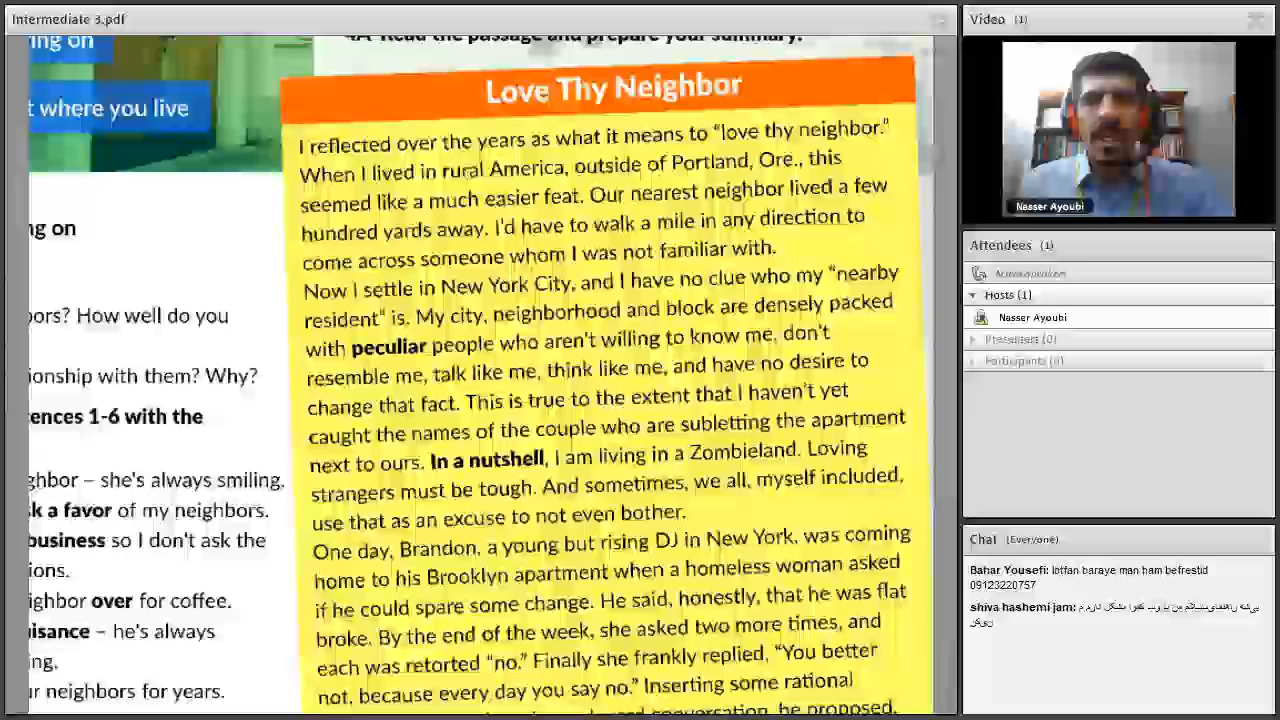 Intermediate 3.pdf
ring on
t where you live
4A Read the passage and prepare your summary.
Love Thy Neighbor
I reflected over the years as what it means to “love thy neighbor.”
When I lived in rural America, outside of Portland, Ore., this
seemed like a much easier feat. Our nearest neighbor lived a few
hundred yards away. I'd have to walk a mile in any direction to
come across someone whom I was not familiar with.
Now I settle in New York City, and I have no clue who my “nearby
resident“ is. My city, neighborhood and block are densely packed
with peculiar people who aren't willing to know me, don't
resemble me, talk like me, think like me, and have no desire to
change that fact. This is true to the extent that I haven't yet
caught the names of the couple who are subletting the apartment
next to ours. In a nutshell, I am living in a Zombieland. Loving
strangers must be tough. And sometimes, we all, myself included,
use that as an excuse to not even bother.
One day, Brandon, a young but rising DJ in New York, was coming
home to his Brooklyn apartment when a homeless woman asked
if he could spare some change. He said, honestly, that he was flat
broke. By the end of the week, she asked two more times, and
each was retorted “no.” Finally she frankly replied, “You better
not, because every day you say no.” Inserting some rational
conversation, he proposed,
ng on
bors? How well do you
ionship with them? Why?
tences 1-6 with the
ighbor – she's always smiling.
sk a favor of my neighbors.
business so I don't ask the
ions.
ighbor over for coffee.
uisance – he's always
ing.
ur neighbors for years.
Video (1)
Nasser Ayoubi
Attendees (1)
Hosts (1)
Nasser Ayoubi
Presenters (0)
Participants (0)
Chat (Everyone)
Bahar Yousefi: lotfan baraye man ham befrestid
09123220757
shiva hashemi jam: